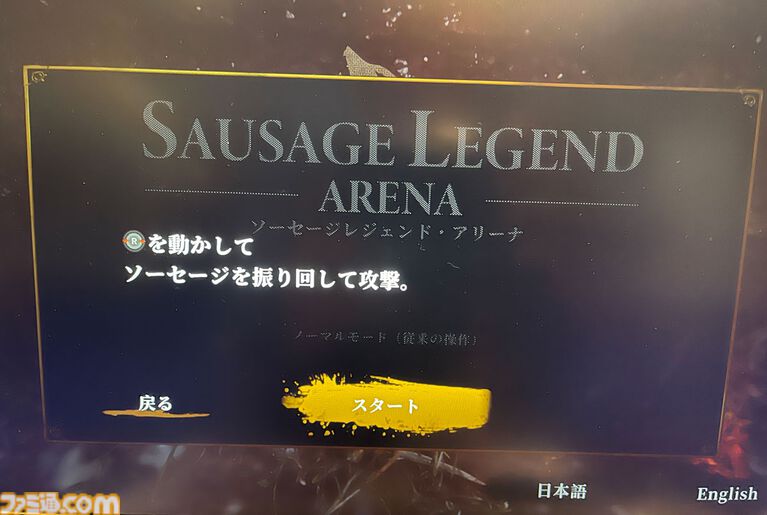 SAUSAGE LEGEND
ARENA
ソーセージレジェンド・アリーナ
Rを動かして
ソーセージを振り回して攻撃。
ノーマルモード（従来の操作）
戻る
スタート
日本語
English
ファミ通.com